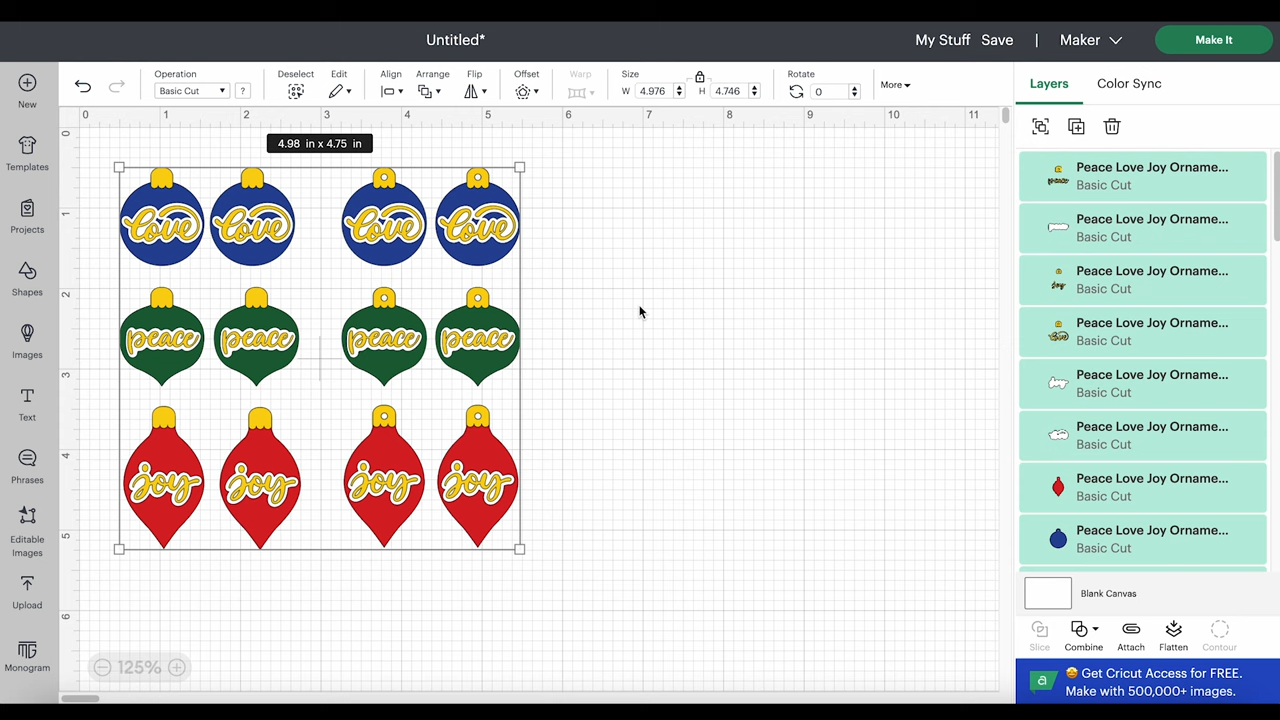 Untitled*
My Stuff Save | Maker Make It
New
Templates
Projects
Shapes
Images
Text
Phrases
Editable
Images
Upload
Monogram
Operation
Basic Cut ?
Deselect
Edit
Align
Arrange
Flip
Offset
Warp
Size
W 4.976 H 4.746
Rotate
0
More
0 1 2 3 4 5 6 7 8 9 10 11
0
1
2
3
4
5
6
4.98 in x 4.75 in
love love love love
peace peace peace peace
joy joy joy joy
125%
Layers Color Sync
Peace Love Joy Orname...
Basic Cut
Peace Love Joy Orname...
Basic Cut
Peace Love Joy Orname...
Basic Cut
Peace Love Joy Orname...
Basic Cut
Peace Love Joy Orname...
Basic Cut
Peace Love Joy Orname...
Basic Cut
Peace Love Joy Orname...
Basic Cut
Peace Love Joy Orname...
Basic Cut
Blank Canvas
Slice Combine Attach Flatten Contour
a
🤩 Get Cricut Access for FREE.
Make with 500,000+ images.